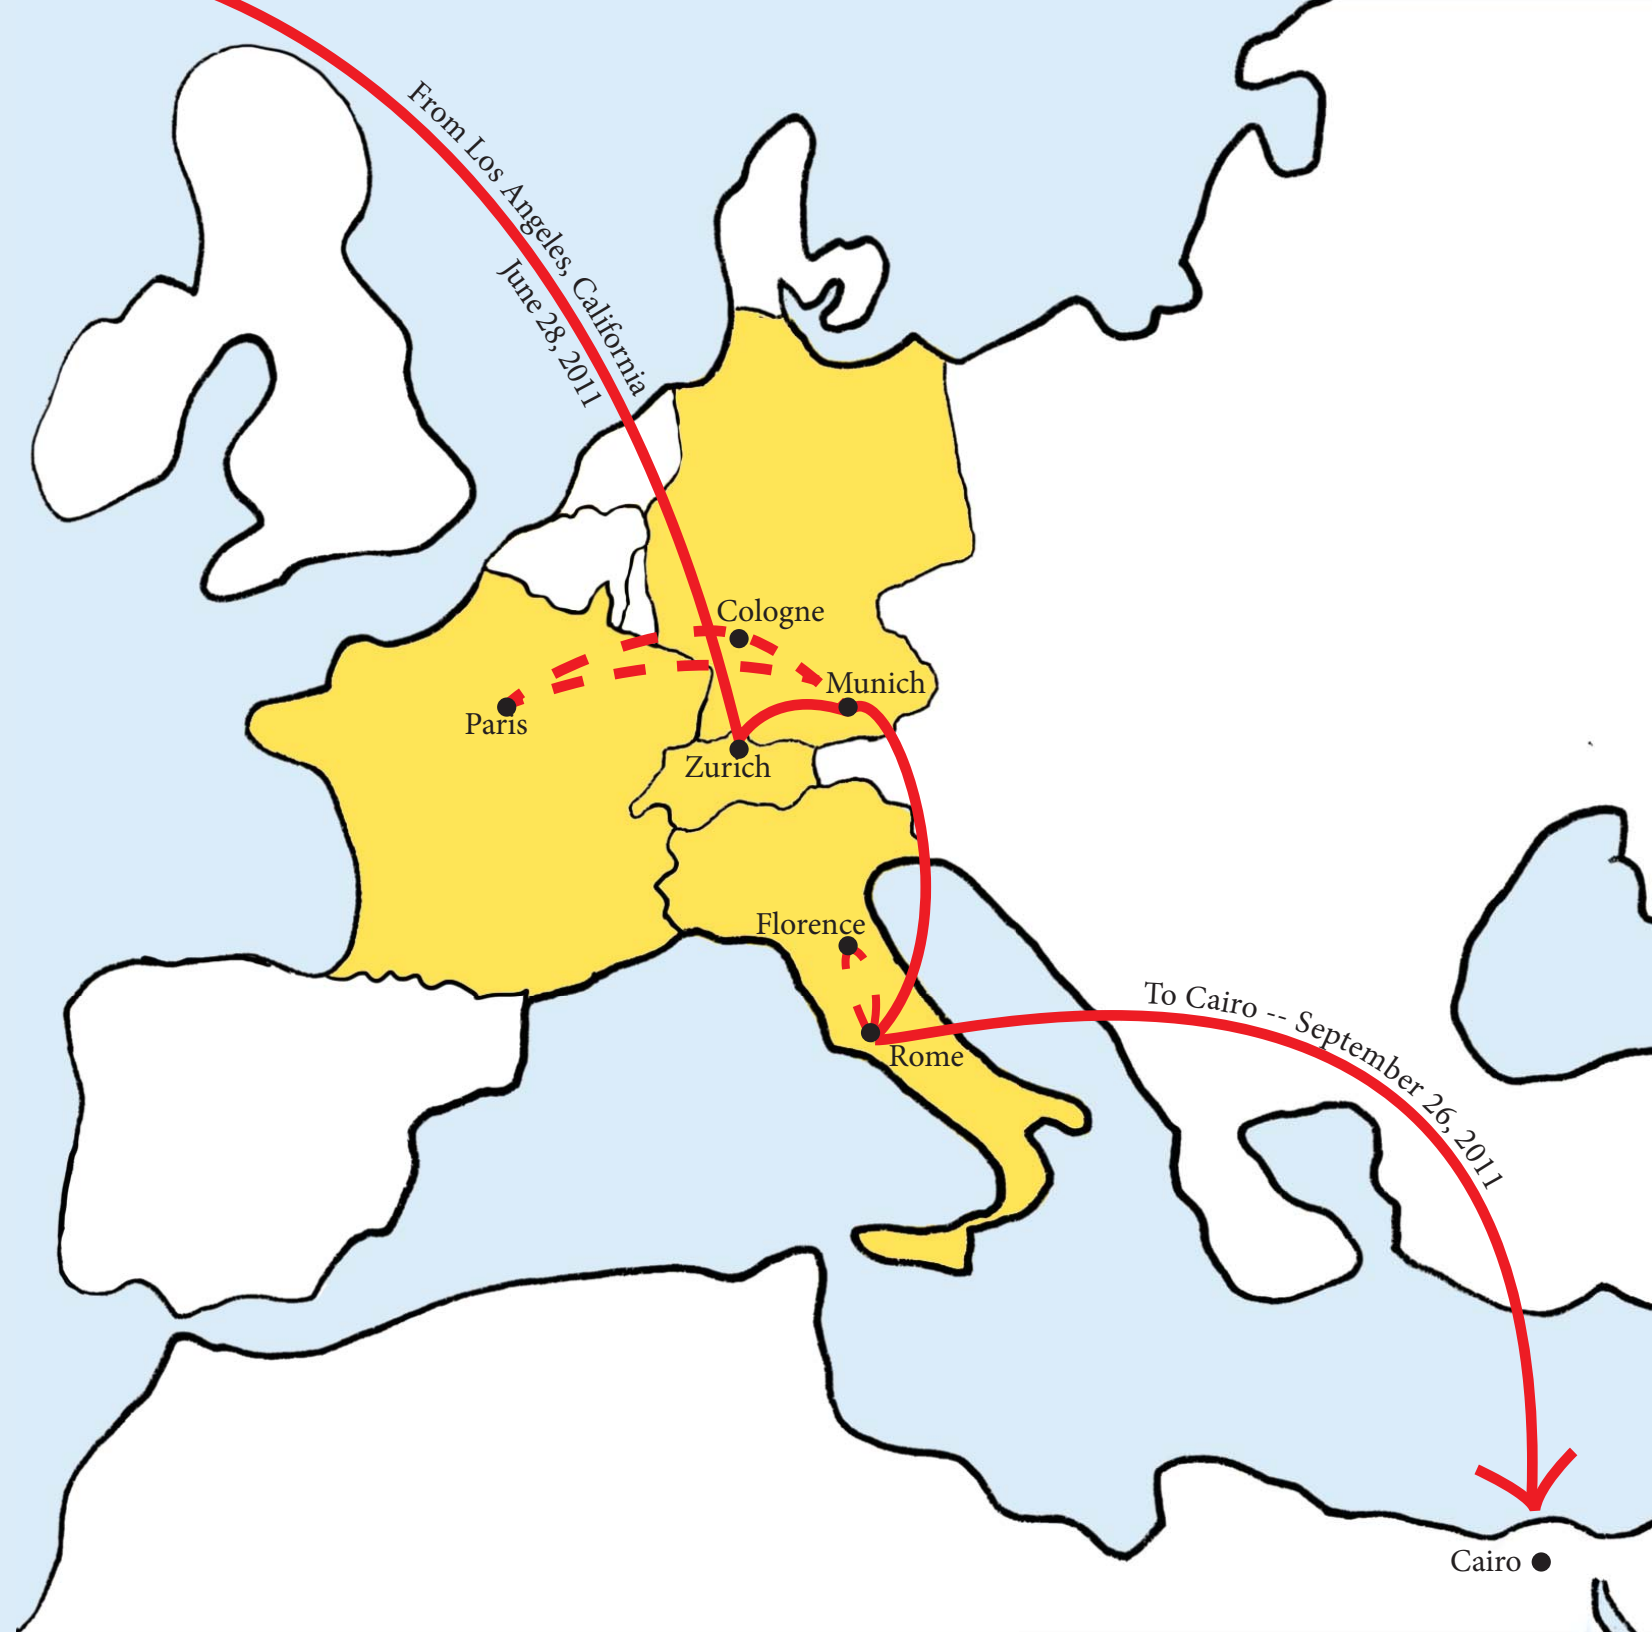 From Los Angeles, California
June 28, 2011
Cologne
Munich
Paris
Zurich
Florence
To Cairo -- September 26, 2011
Rome
Cairo